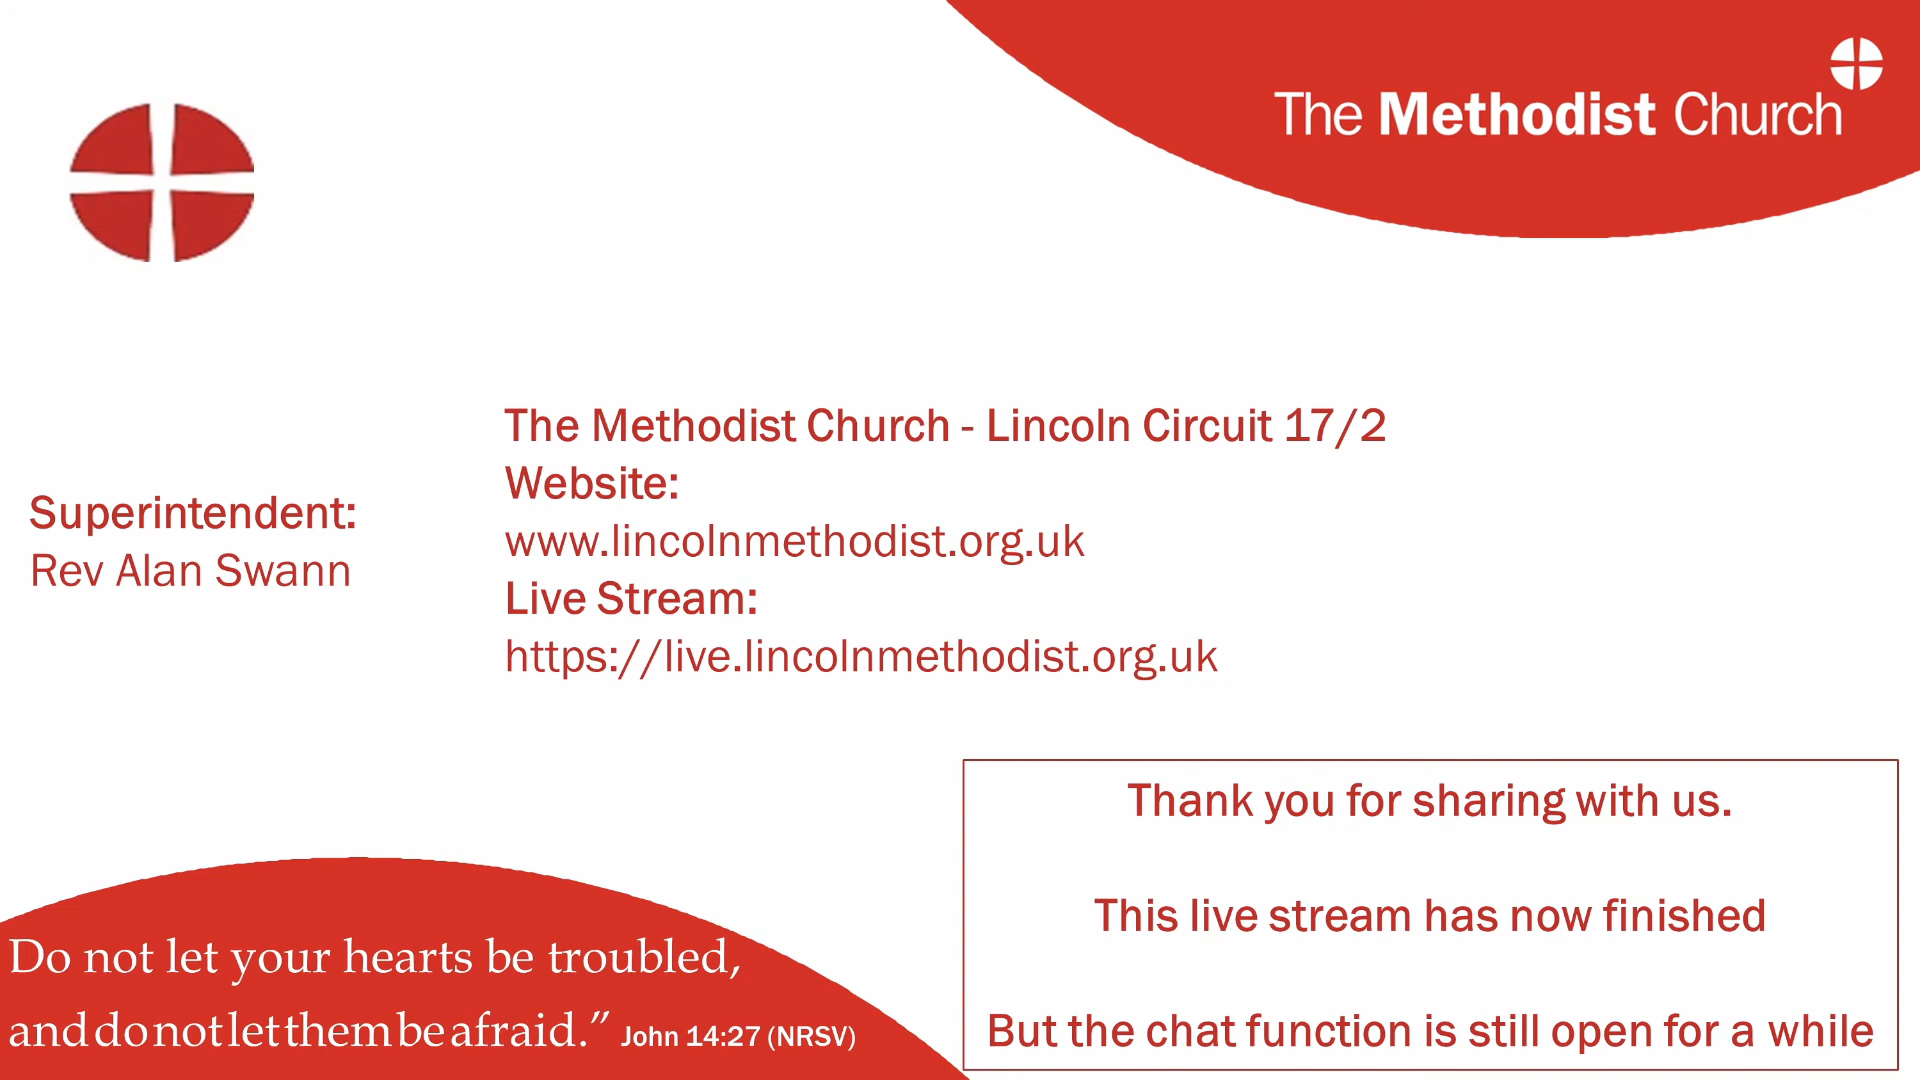 The Methodist Church
The Methodist Church - Lincoln Circuit 17/2
Website:
www.lincolnmethodist.org.uk
Live Stream:
https://live.lincolnmethodist.org.uk
Superintendent:
Rev Alan Swann
Thank you for sharing with us.
This live stream has now finished
But the chat function is still open for a while
Do not let your hearts be troubled,
and do not let them be afraid.” John 14:27 (NRSV)